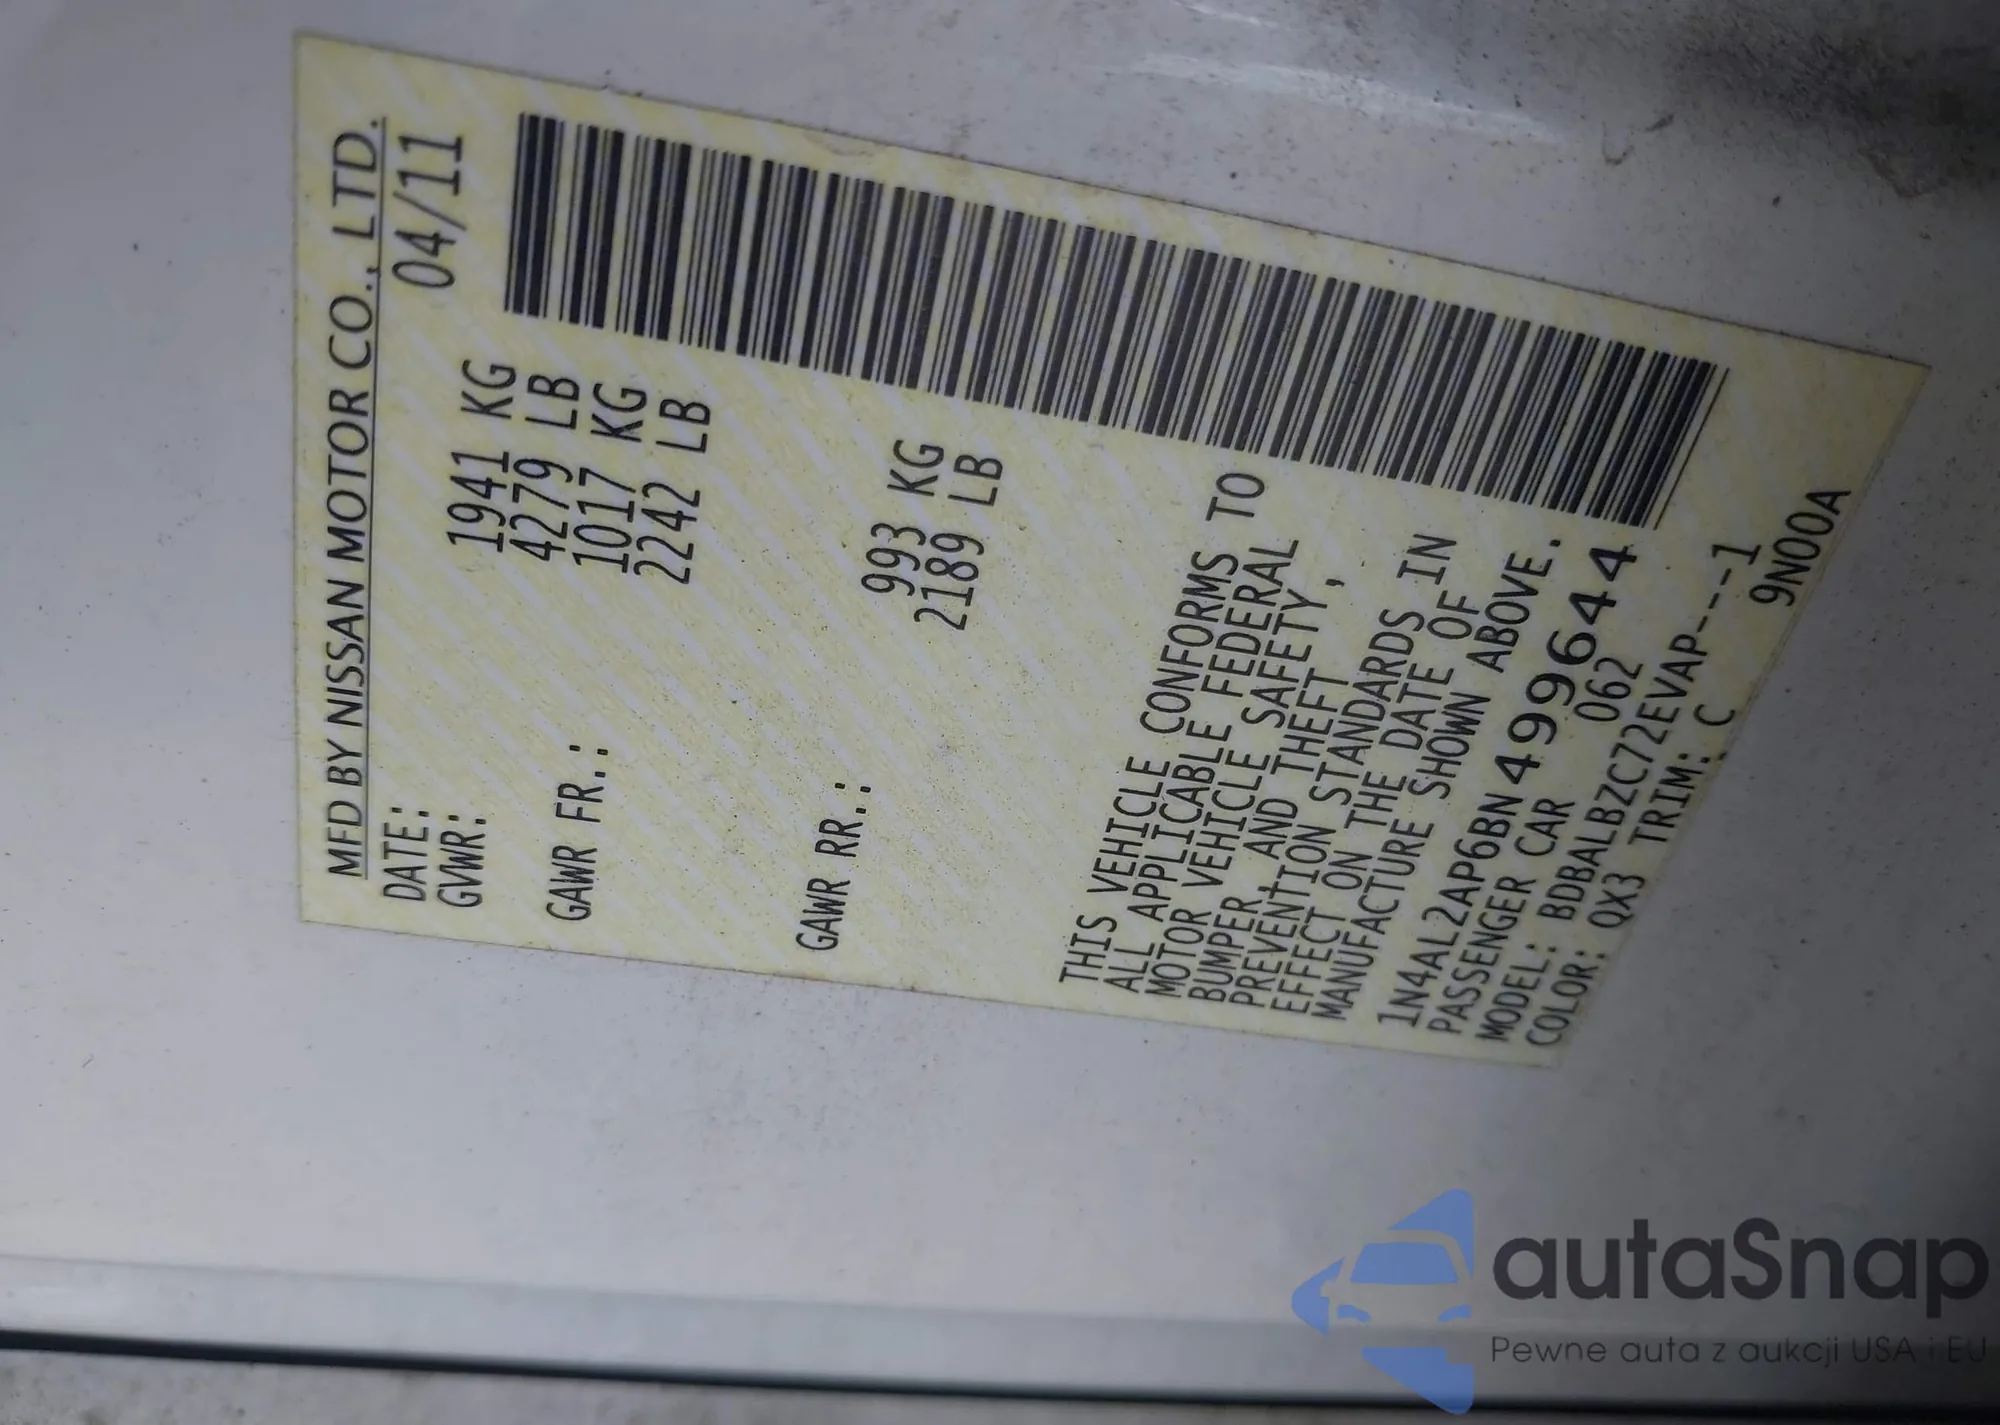 MFD BY NISSAN MOTOR CO., LTD.
DATE: 04/11
GVWR: 1941 KG
4279 LB
GAWR FR.: 1017 KG
2242 LB
GAWR RR.: 993 KG
2189 LB
THIS VEHICLE CONFORMS TO
ALL APPLICABLE FEDERAL
MOTOR VEHICLE SAFETY,
BUMPER, AND THEFT
PREVENTION STANDARDS IN
EFFECT ON THE DATE OF
MANUFACTURE SHOWN ABOVE.
1N4AL2AP6BN499644
PASSENGER CAR 062
MODEL: BDBALBZC72EVAP----1
COLOR: QX3 TRIM: C 9N00A
autaSnap
Pewne auta z aukcji USA i EU